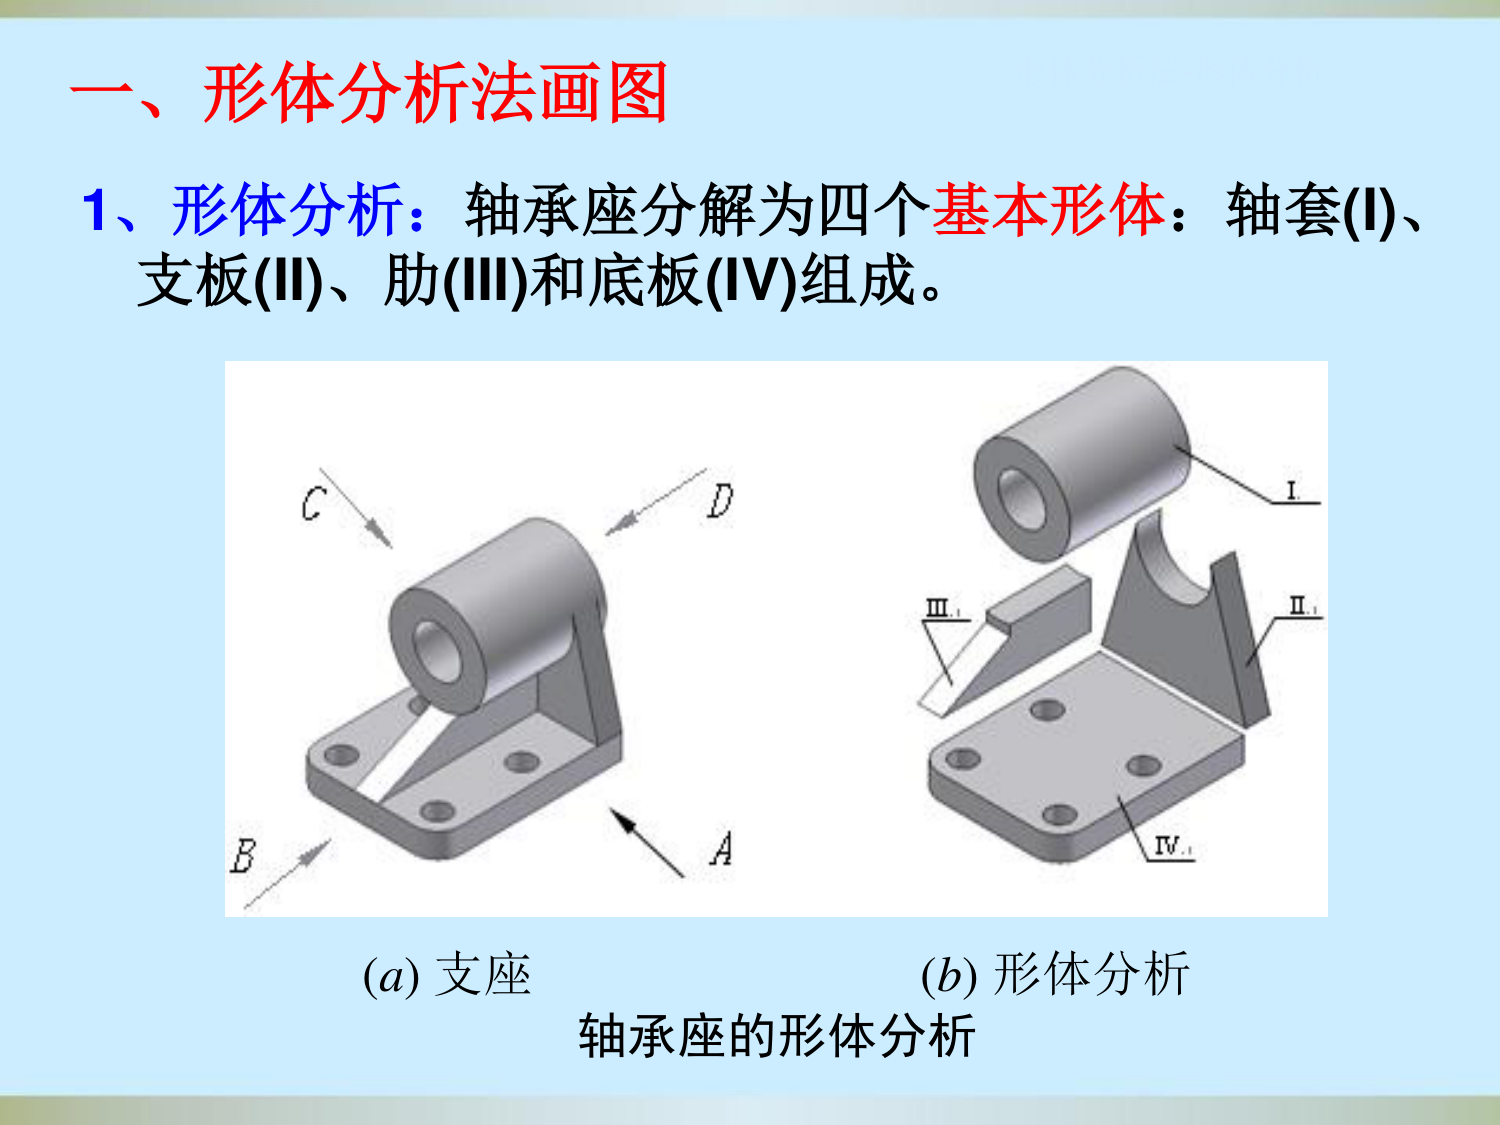 一、形体分析法画图
1、形体分析：轴承座分解为四个基本形体：轴套(I)、
支板(II)、肋(III)和底板(IV)组成。
C
D
B
A
I
III
II
IV
(a) 支座
(b) 形体分析
轴承座的形体分析